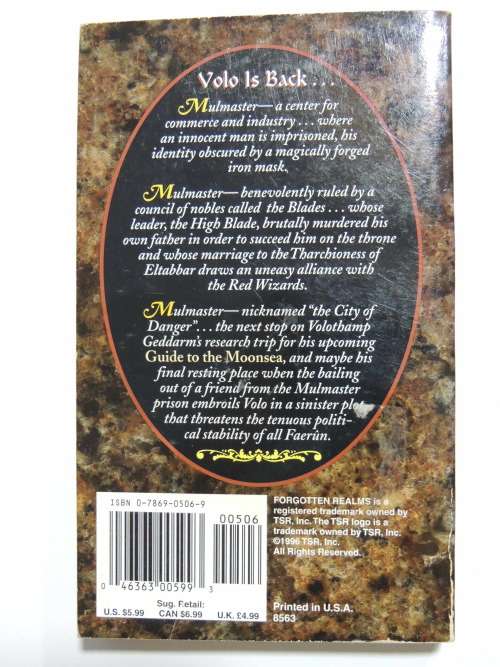 Volo Is Back . . .
Mulmaster— a center for
commerce and industry . . . where
an innocent man is imprisoned, his
identity obscured by a magically forged
iron mask.
Mulmaster— benevolently ruled by a
council of nobles called the Blades . . . whose
leader, the High Blade, brutally murdered his
own father in order to succeed him on the throne
and whose marriage to the Tharchioness of
Eltabbar draws an uneasy alliance with
the Red Wizards.
Mulmaster— nicknamed "the City of
Danger". . . the next stop on Volothamp
Geddarm's research trip for his upcoming
Guide to the Moonsea, and maybe his
final resting place when the bailing
out of a friend from the Mulmaster
prison embroils Volo in a sinister plot
that threatens the tenuous politi-
cal stability of all Faerûn.
ISBN 0-7869-0506-9
00506
0 46363 00599 3
Sug. Retail:
U.S. $5.99 CAN $6.99 U.K. £4.99
FORGOTTEN REALMS is a
registered trademark owned by
TSR, Inc. The TSR logo is a
trademark owned by TSR, Inc.
©1996 TSR, Inc.
All Rights Reserved.
Printed in U.S.A.
8563